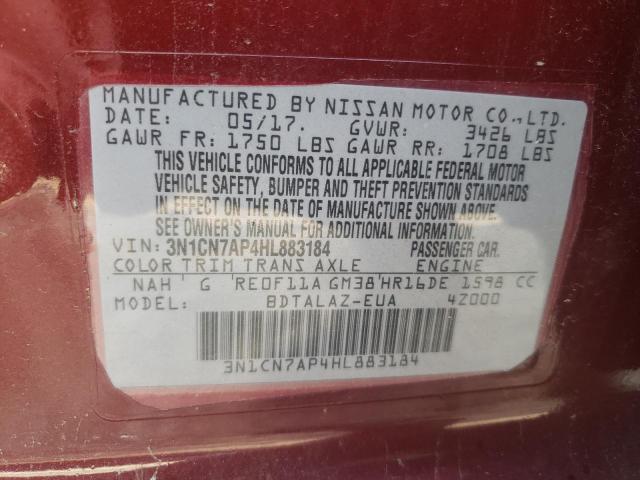 MANUFACTURED BY NISSAN MOTOR CO.,LTD.
DATE: 05/17. GVWR: 3426 LBS
GAWR FR: 1750 LBS GAWR RR: 1708 LBS
THIS VEHICLE CONFORMS TO ALL APPLICABLE FEDERAL MOTOR
VEHICLE SAFETY, BUMPER AND THEFT PREVENTION STANDARDS
IN EFFECT ON THE DATE OF MANUFACTURE SHOWN ABOVE.
SEE OWNER'S MANUAL FOR ADDITIONAL INFORMATION.
VIN: 3N1CN7AP4HL883184 PASSENGER CAR.
COLOR TRIM TRANS AXLE ENGINE
NAH G RE0F11A GM38 HR16DE 1598 CC
MODEL: BDTALAZ-EUA 4Z000
3N1CN7AP4HL883184